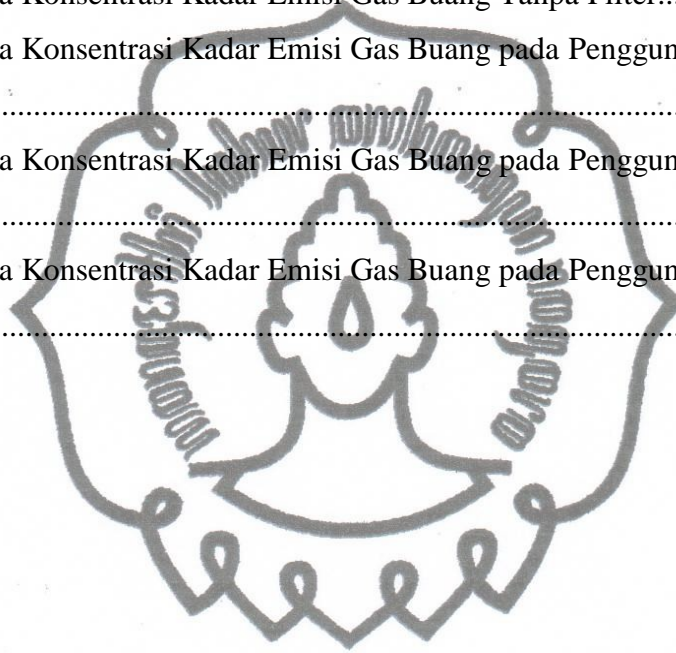 a Konsentrasi Kadar Emisi Gas Buang Tanpa Filter...
a Konsentrasi Kadar Emisi Gas Buang pada Penggun
................................................................
a Konsentrasi Kadar Emisi Gas Buang pada Penggun
................................................................
a Konsentrasi Kadar Emisi Gas Buang pada Penggun
................................................................